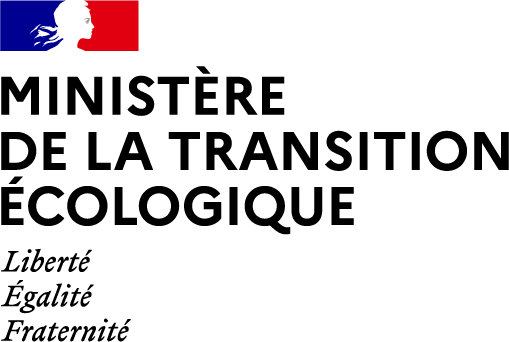 MINISTÈRE
DE LA TRANSITION
ÉCOLOGIQUE
Liberté
Égalité
Fraternité